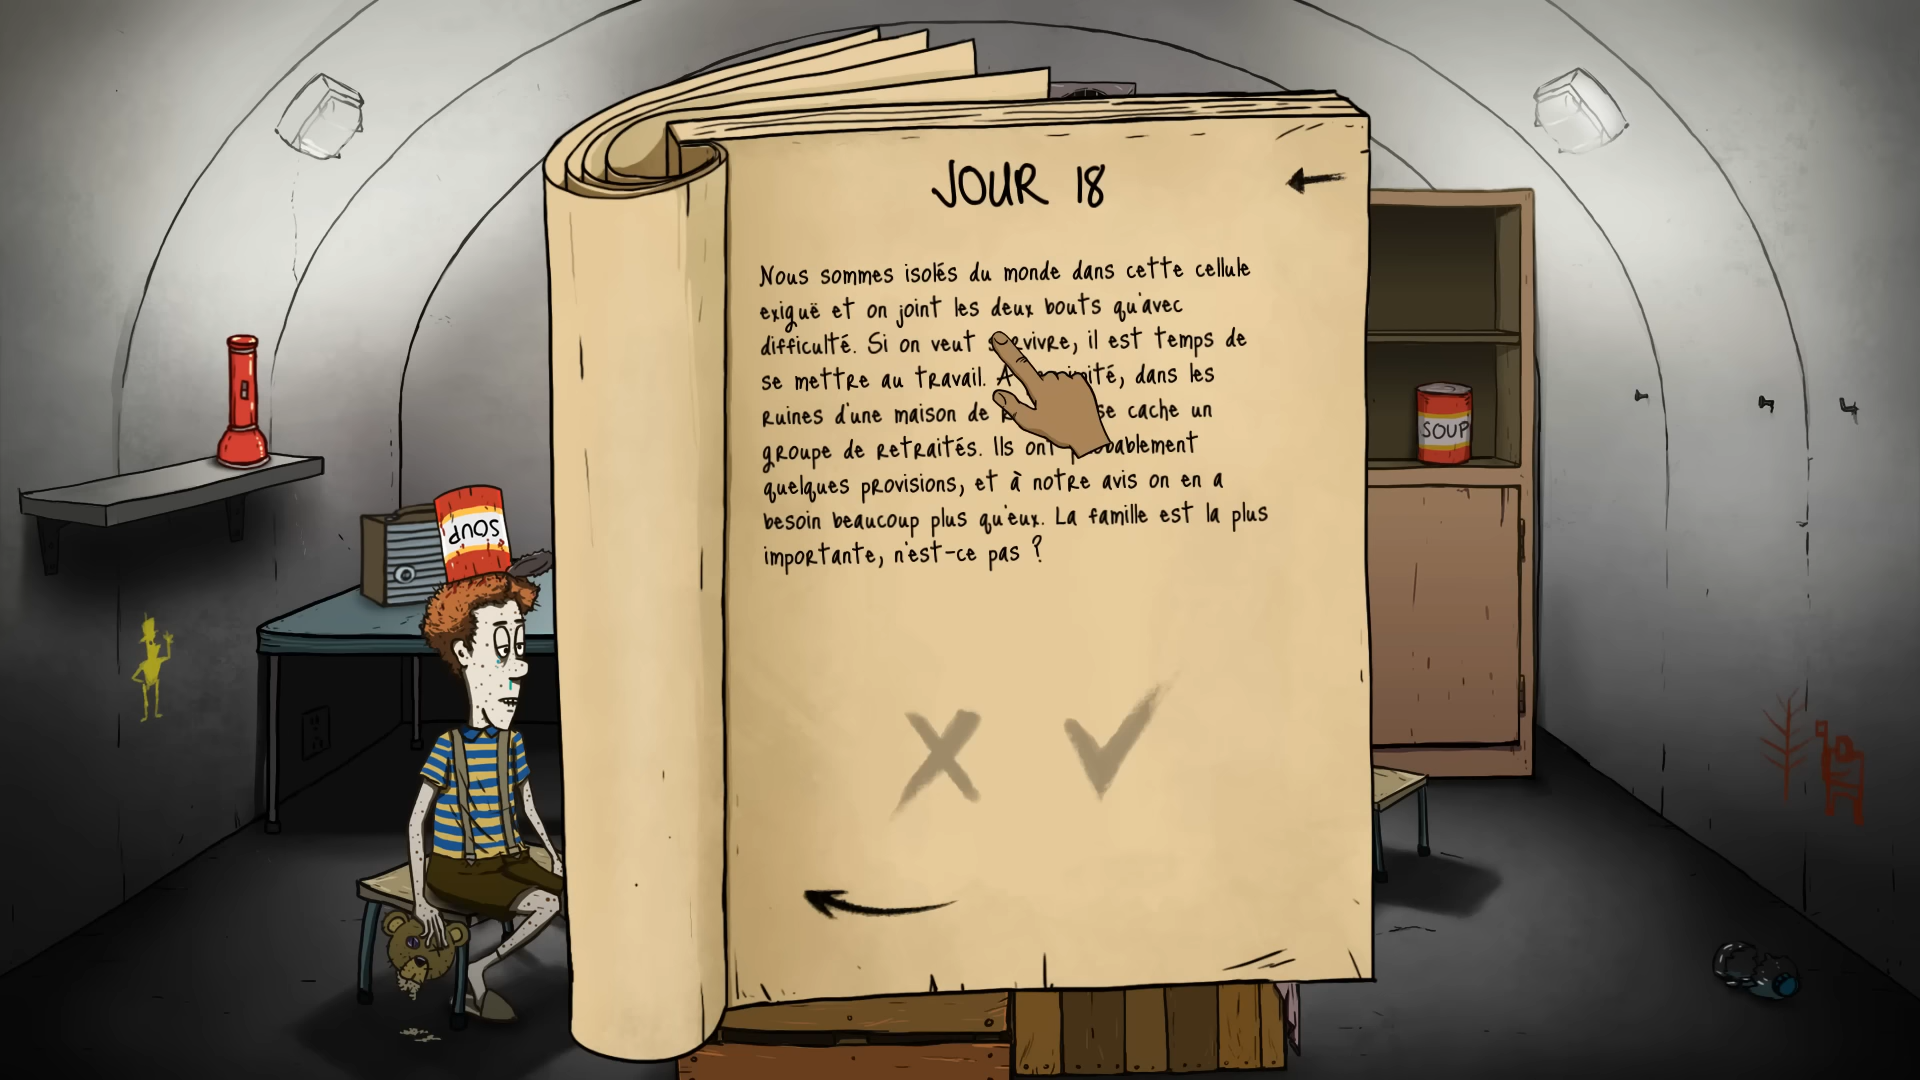 JOUR 18
Nous sommes isolés du monde dans cette cellule
exiguë et on joint les deux bouts qu'avec
difficulté. Si on veut survivre, il est temps de
se mettre au travail. A proximité, dans les
ruines d'une maison de se cache un
groupe de retraités. Ils ont probablement
quelques provisions, et à notre avis on en a
besoin beaucoup plus qu'eux. La famille est la plus
importante, n'est-ce pas ?
SOUP
SOUP